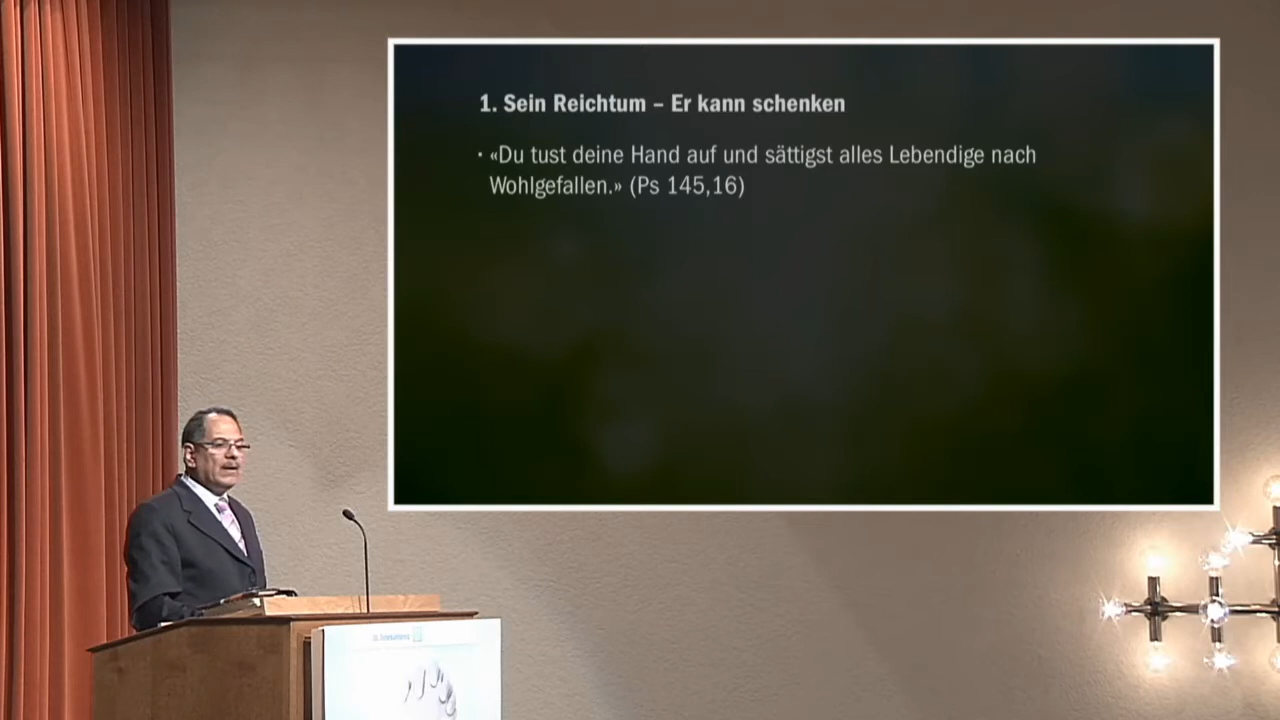 1. Sein Reichtum – Er kann schenken
· «Du tust deine Hand auf und sättigst alles Lebendige nach
Wohlgefallen.» (Ps 145,16)